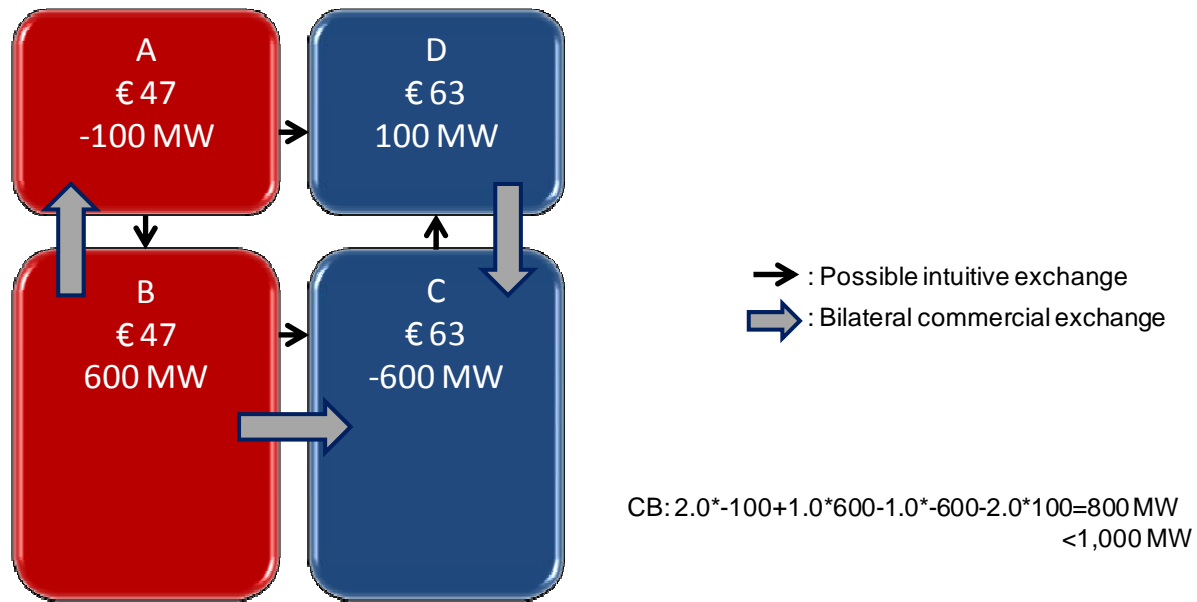 A
€ 47
-100 MW
D
€ 63
100 MW
B
€ 47
600 MW
C
€ 63
-600 MW
: Possible intuitive exchange
: Bilateral commercial exchange
CB: 2.0*-100+1.0*600-1.0*-600-2.0*100=800 MW
<1,000 MW